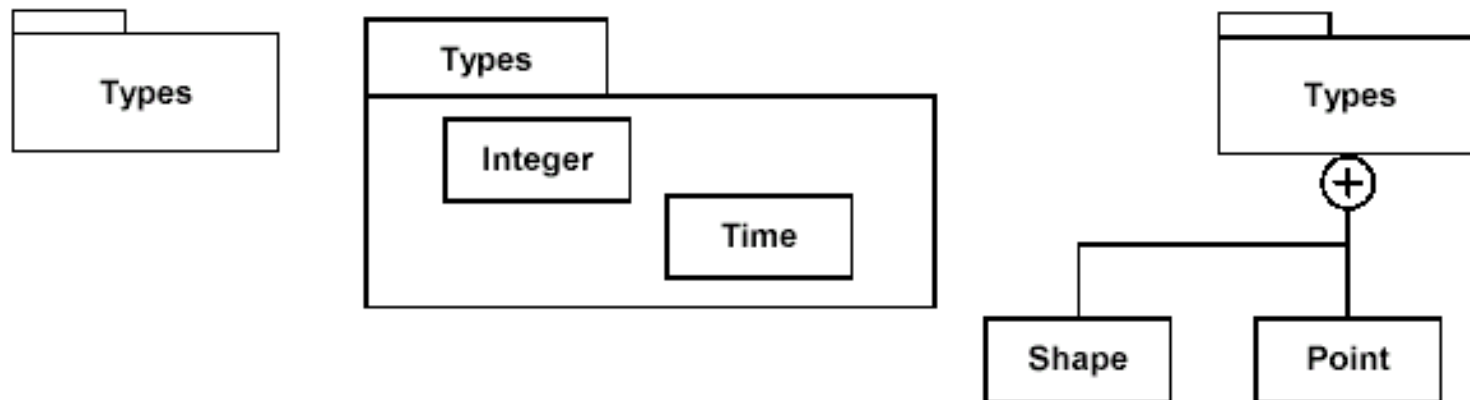 Types
Types
Integer
Time
Types
Shape
Point